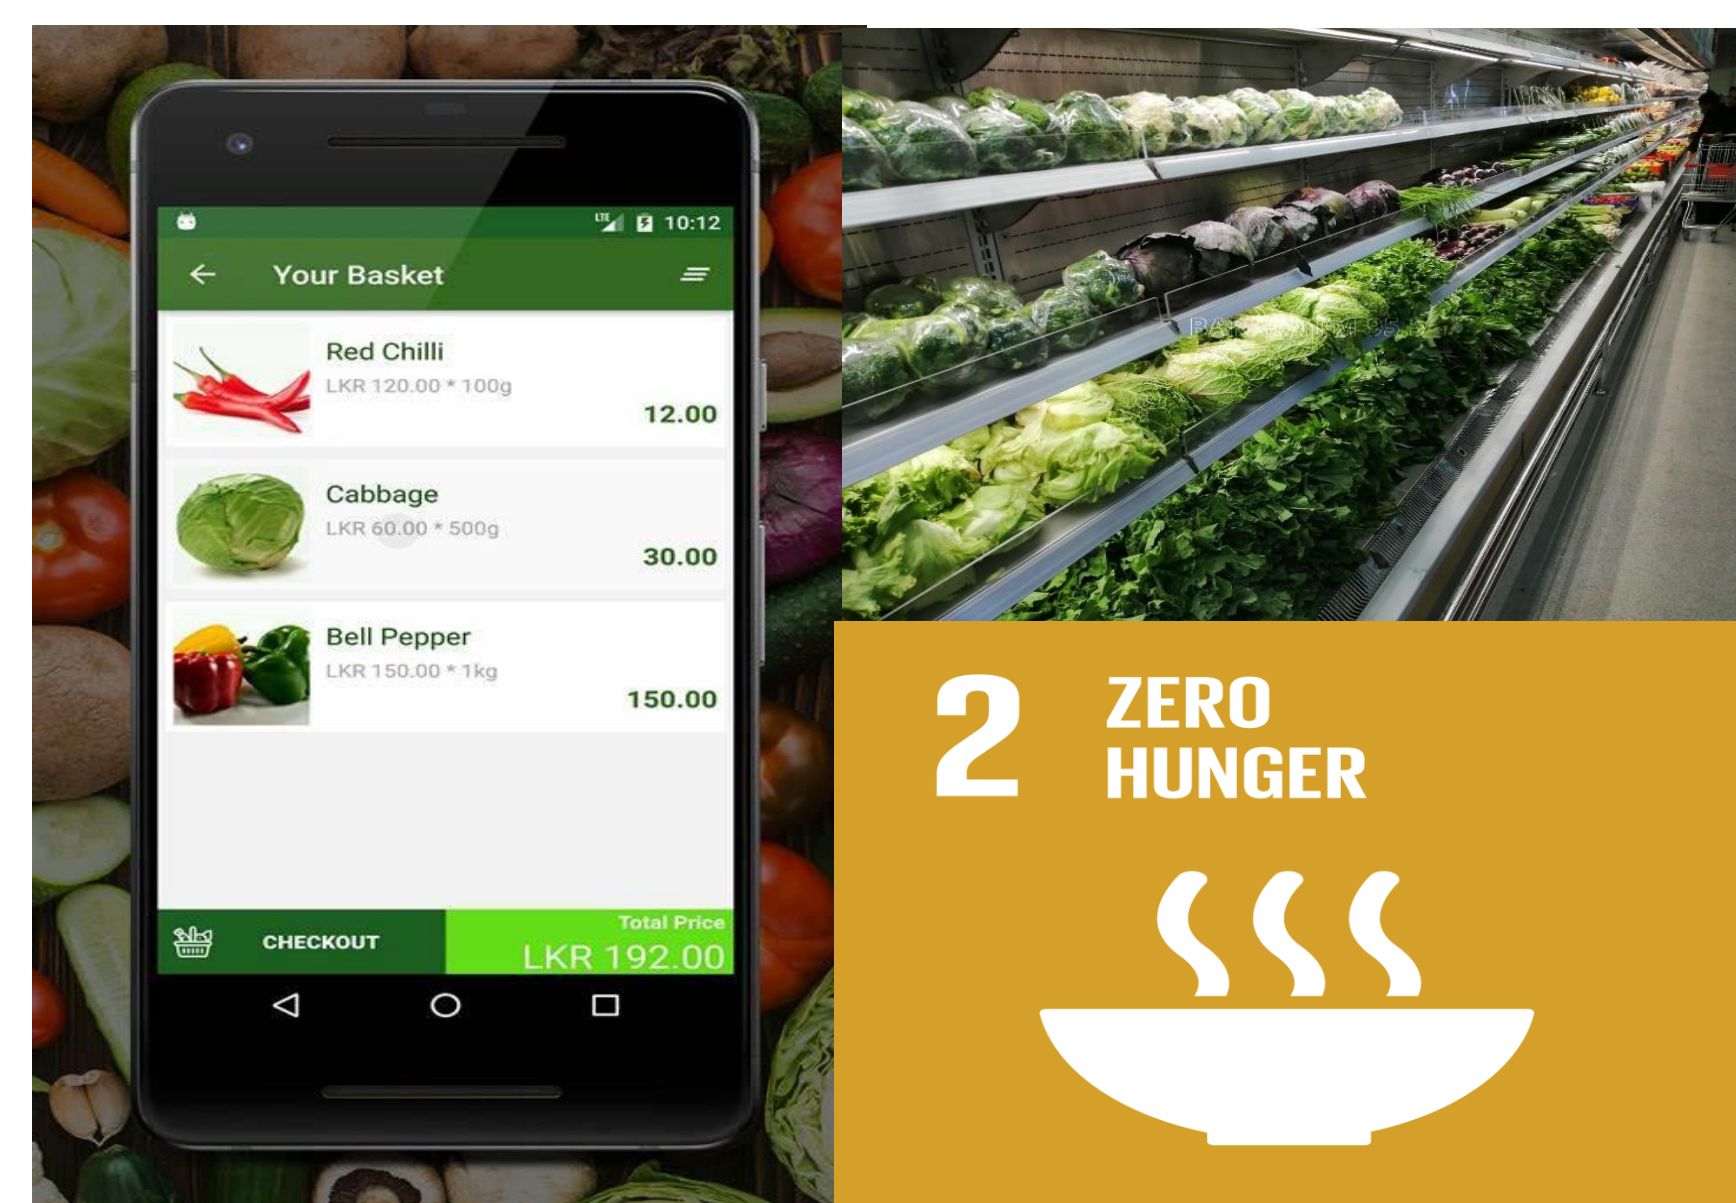 LTE 10:12
Your Basket
Red Chilli
LKR 120.00 * 100g
12.00
Cabbage
LKR 60.00 * 500g
30.00
Bell Pepper
LKR 150.00 * 1kg
150.00
CHECKOUT
Total Price
LKR 192.00
2 ZERO
HUNGER